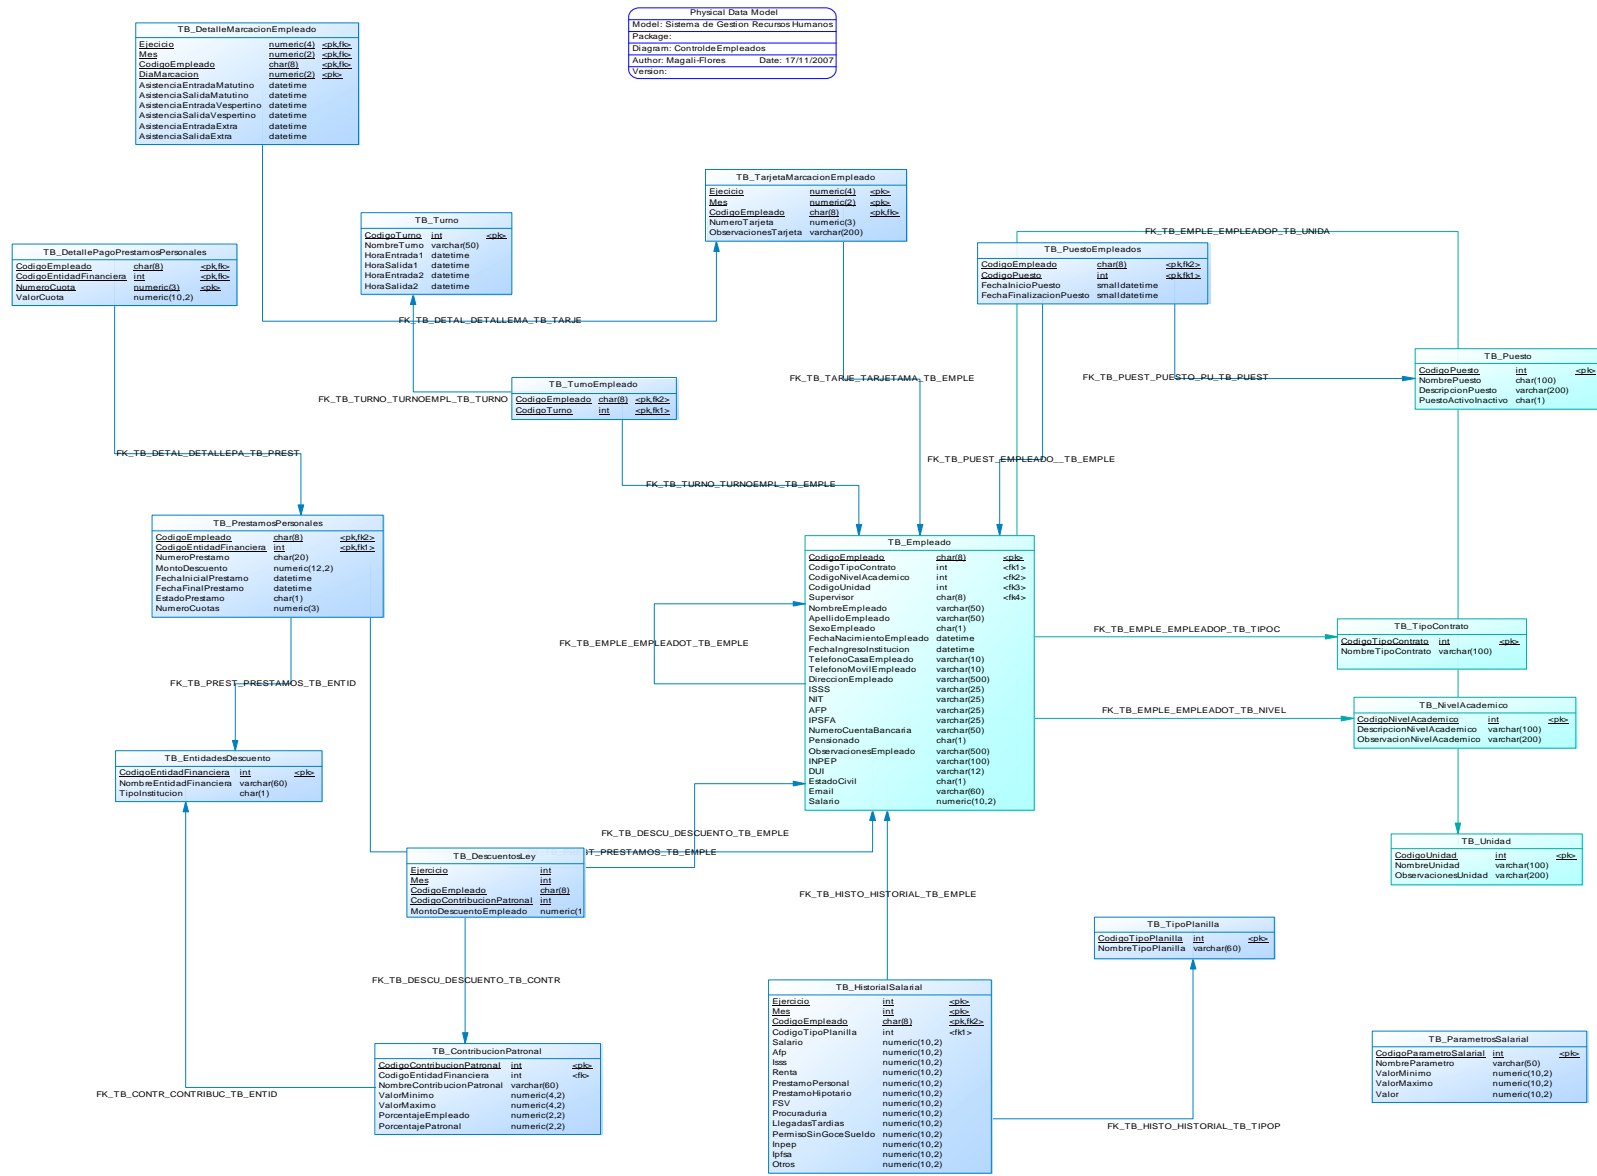 Physical Data Model
Model: Sistema de Gestion Recursos Humanos
Package:
Diagram: ControldeEmpleados
Author: Magali-Flores Date: 17/11/2007
Version:
TB_DetalleMarcacionEmpleado
Ejecicio numeric(4) <pk,fk>
Mes numeric(2) <pk,fk>
CodigoEmpleado char(8) <pk,fk>
DiaMarcacion numeric(2) <pk>
AsistenciaEntradaMatutino datetime
AsistenciaSalidaMatutino datetime
AsistenciaEntradaVespertino datetime
AsistenciaSalidaVespertino datetime
AsistenciaEntradaExtra datetime
AsistenciaSalidaExtra datetime
TB_TarjetaMarcacionEmpleado
Ejecicio numeric(4) <pk>
Mes numeric(2) <pk>
CodigoEmpleado char(8) <pk,fk>
NumeroTarjeta numeric(3)
ObservacionesTarjeta varchar(200)
TB_Turno
CodigoTurno int <pk>
NombreTurno varchar(50)
HoraEntrada1 datetime
HoraSalida1 datetime
HoraEntrada2 datetime
HoraSalida2 datetime
FK_TB_EMPLE_EMPLEADOP_TB_UNIDA
TB_DetallePagoPrestamosPersonales
CodigoEmpleado char(8) <pk,fk>
CodigoEntidadFinanciera int <pk,fk>
NumeroCuota numeric(3) <pk>
ValorCuota numeric(10,2)
TB_PuestoEmpleados
CodigoEmpleado char(8) <pk,fk2>
CodigoPuesto int <pk,fk1>
FechaInicioPuesto smalldatetime
FechaFinalizacionPuesto smalldatetime
FK_TB_DETAL_DETALLEMA_TB_TARJE
TB_Puesto
CodigoPuesto int <pk>
NombrePuesto char(100)
DescripcionPuesto varchar(200)
PuestoActivoInactivo char(1)
FK_TB_TARJE_TARJETAMA_TB_EMPLE
FK_TB_PUEST_PUESTO_PU_TB_PUEST
TB_TurnoEmpleado
CodigoEmpleado char(8) <pk,fk2>
CodigoTurno int <pk,fk1>
FK_TB_TURNO_TURNOEMPL_TB_TURNO
FK_TB_DETAL_DETALLEPA_TB_PREST
FK_TB_PUEST_EMPLEADO__TB_EMPLE
FK_TB_TURNO_TURNOEMPL_TB_EMPLE
TB_PrestamosPersonales
CodigoEmpleado char(8) <pk,fk2>
CodigoEntidadFinanciera int <pk,fk1>
NumeroPrestamo char(20)
MontoDescuento numeric(12,2)
FechaInicialPrestamo datetime
FechaFinalPrestamo datetime
EstadoPrestamo char(1)
NumeroCuotas numeric(3)
TB_Empleado
CodigoEmpleado char(8) <pk>
CodigoTipoContrato int <fk1>
CodigoNivelAcademico int <fk2>
CodigoUnidad int <fk3>
Supervisor char(8) <fk4>
NombreEmpleado varchar(50)
ApellidoEmpleado varchar(50)
SexoEmpleado char(1)
FechaNacimientoEmpleado datetime
FechaIngresoInstitucion datetime
TelefonoCasaEmpleado varchar(10)
TelefonoMovilEmpleado varchar(10)
DireccionEmpleado varchar(500)
ISSS varchar(25)
NIT varchar(25)
AFP varchar(25)
IPSFA varchar(25)
NumeroCuentaBancaria varchar(50)
Pensionado char(1)
ObservacionesEmpleado varchar(500)
INPEP varchar(100)
DUI varchar(12)
EstadoCivil char(1)
Email varchar(60)
Salario numeric(10,2)
FK_TB_EMPLE_EMPLEADOT_TB_EMPLE
FK_TB_EMPLE_EMPLEADOP_TB_TIPOC
TB_TipoContrato
CodigoTipoContrato int <pk>
NombreTipoContrato varchar(100)
FK_TB_PREST_PRESTAMOS_TB_ENTID
FK_TB_EMPLE_EMPLEADOT_TB_NIVEL
TB_NivelAcademico
CodigoNivelAcademico int <pk>
DescripcionNivelAcademico varchar(100)
ObservacionNivelAcademico varchar(200)
TB_EntidadesDescuento
CodigoEntidadFinanciera int <pk>
NombreEntidadFinanciera varchar(60)
TipoInstitucion char(1)
FK_TB_DESCU_DESCUENTO_TB_EMPLE
T_PRESTAMOS_TB_EMPLE
TB_Unidad
CodigoUnidad int <pk>
NombreUnidad varchar(100)
ObservacionesUnidad varchar(200)
TB_DescuentosLey
Ejercicio int
Mes int
CodigoEmpleado char(8)
CodigoContribucionPatronal int
MontoDescuentoEmpleado numeric(1
FK_TB_HISTO_HISTORIAL_TB_EMPLE
TB_TipoPlanilla
CodigoTipoPlanilla int <pk>
NombreTipoPlanilla varchar(60)
FK_TB_DESCU_DESCUENTO_TB_CONTR
TB_HistorialSalarial
Ejercicio int <pk>
Mes int <pk>
CodigoEmpleado char(8) <pk,fk2>
CodigoTipoPlanilla int <fk1>
Salario numeric(10,2)
Afp numeric(10,2)
Isss numeric(10,2)
Renta numeric(10,2)
PrestamoPersonal numeric(10,2)
PrestamoHipotario numeric(10,2)
FSV numeric(10,2)
Procuraduria numeric(10,2)
LlegadasTardias numeric(10,2)
PermisoSinGoceSueldo numeric(10,2)
Inpep numeric(10,2)
Ipfsa numeric(10,2)
Otros numeric(10,2)
TB_ContribucionPatronal
CodigoContribucionPatronal int <pk>
CodigoEntidadFinanciera int <fk>
NombreContribucionPatronal varchar(60)
ValorMinimo numeric(4,2)
ValorMaximo numeric(4,2)
PorcentajeEmpleado numeric(2,2)
PorcentajePatronal numeric(2,2)
FK_TB_CONTR_CONTRIBUC_TB_ENTID
TB_ParametrosSalarial
CodigoParametroSalarial int <pk>
NombreParametro varchar(50)
ValorMinimo numeric(10,2)
ValorMaximo numeric(10,2)
Valor numeric(10,2)
FK_TB_HISTO_HISTORIAL_TB_TIPOP